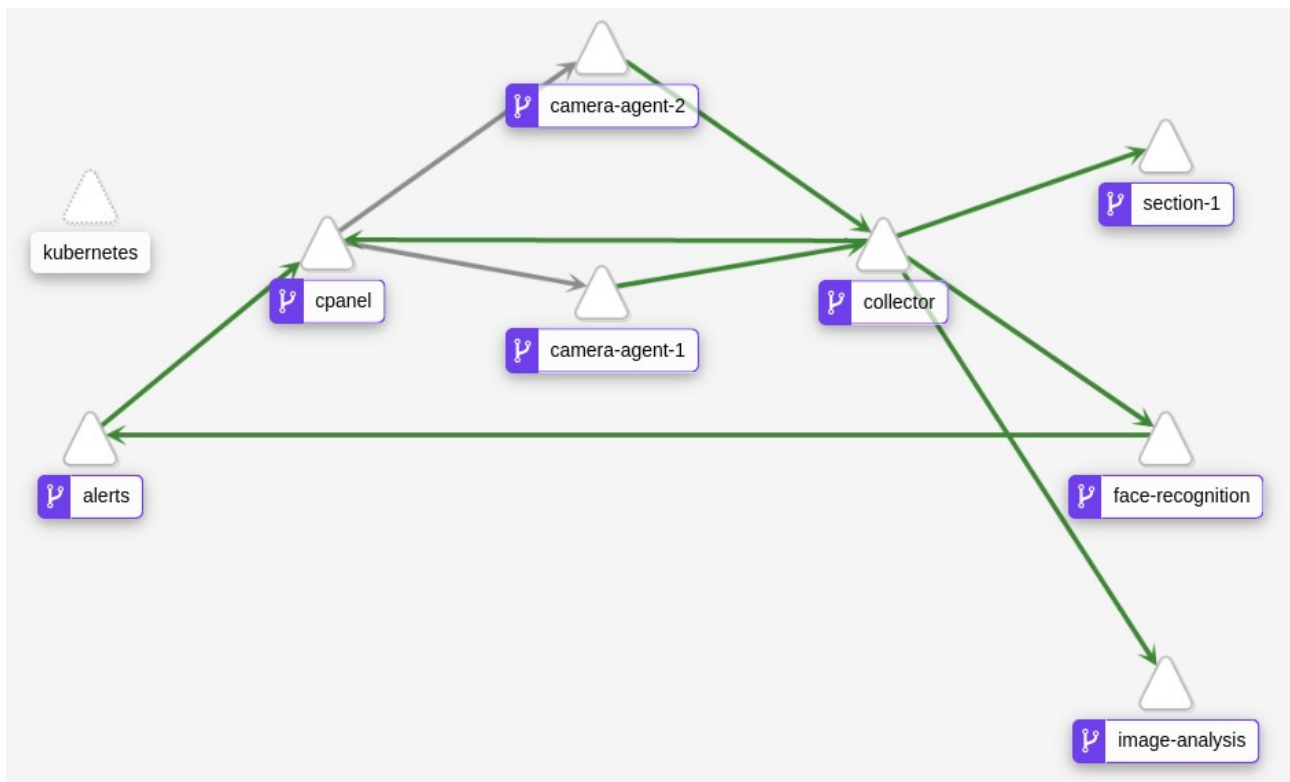 camera-agent-2
section-1
kubernetes
cpanel
collector
camera-agent-1
alerts
face-recognition
image-analysis